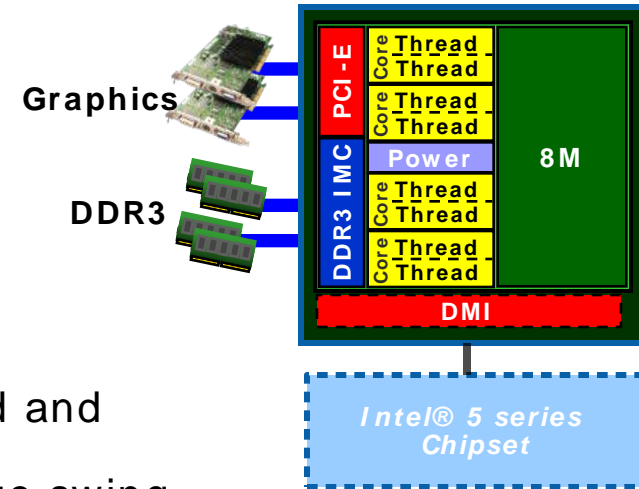 Graphics
DDR3
PCI-E
DDR3 IMC
Core
Thread
Thread
Core
Thread
Thread
Power
Core
Thread
Thread
Core
Thread
Thread
8M
DMI
Intel® 5 series
Chipset
and
swing